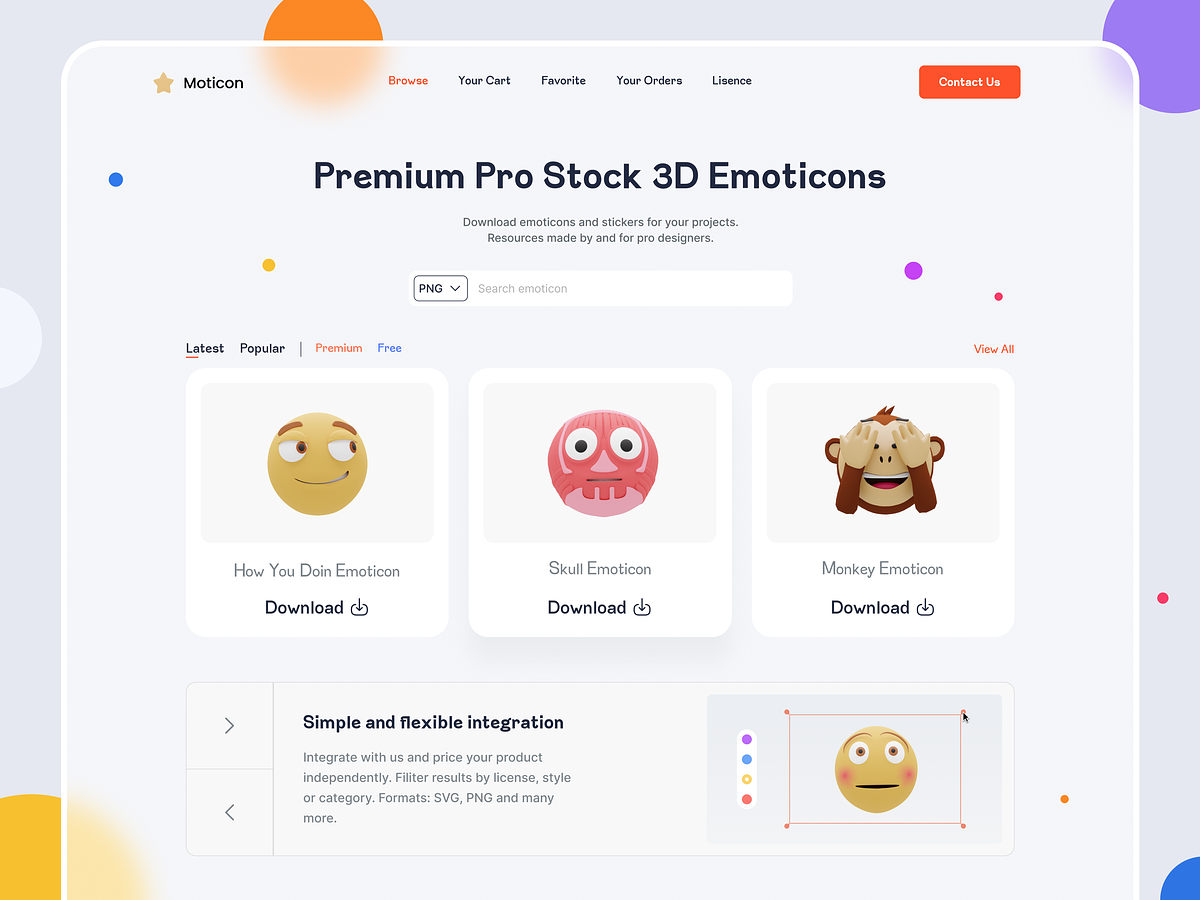 Moticon
Browse
Your Cart
Favorite
Your Orders
Lisence
Contact Us
Premium Pro Stock 3D Emoticons
Download emoticons and stickers for your projects.
Resources made by and for pro designers.
PNG
Search emoticon
Latest
Popular
Premium
Free
View All
How You Doin Emoticon
Download
Skull Emoticon
Download
Monkey Emoticon
Download
Simple and flexible integration
Integrate with us and price your product
independently. Filiter results by license, style
or category. Formats: SVG, PNG and many
more.